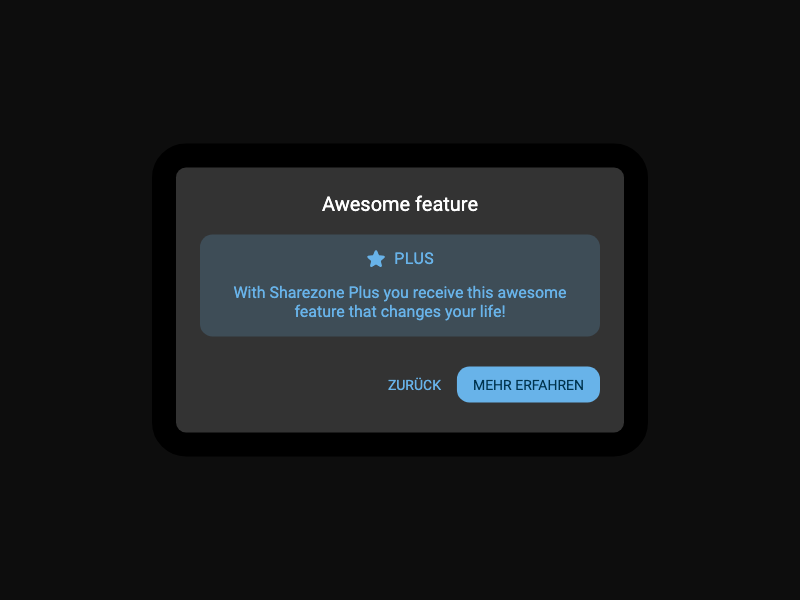 Awesome feature
PLUS
With Sharezone Plus you receive this awesome
feature that changes your life!
ZURÜCK
MEHR ERFAHREN